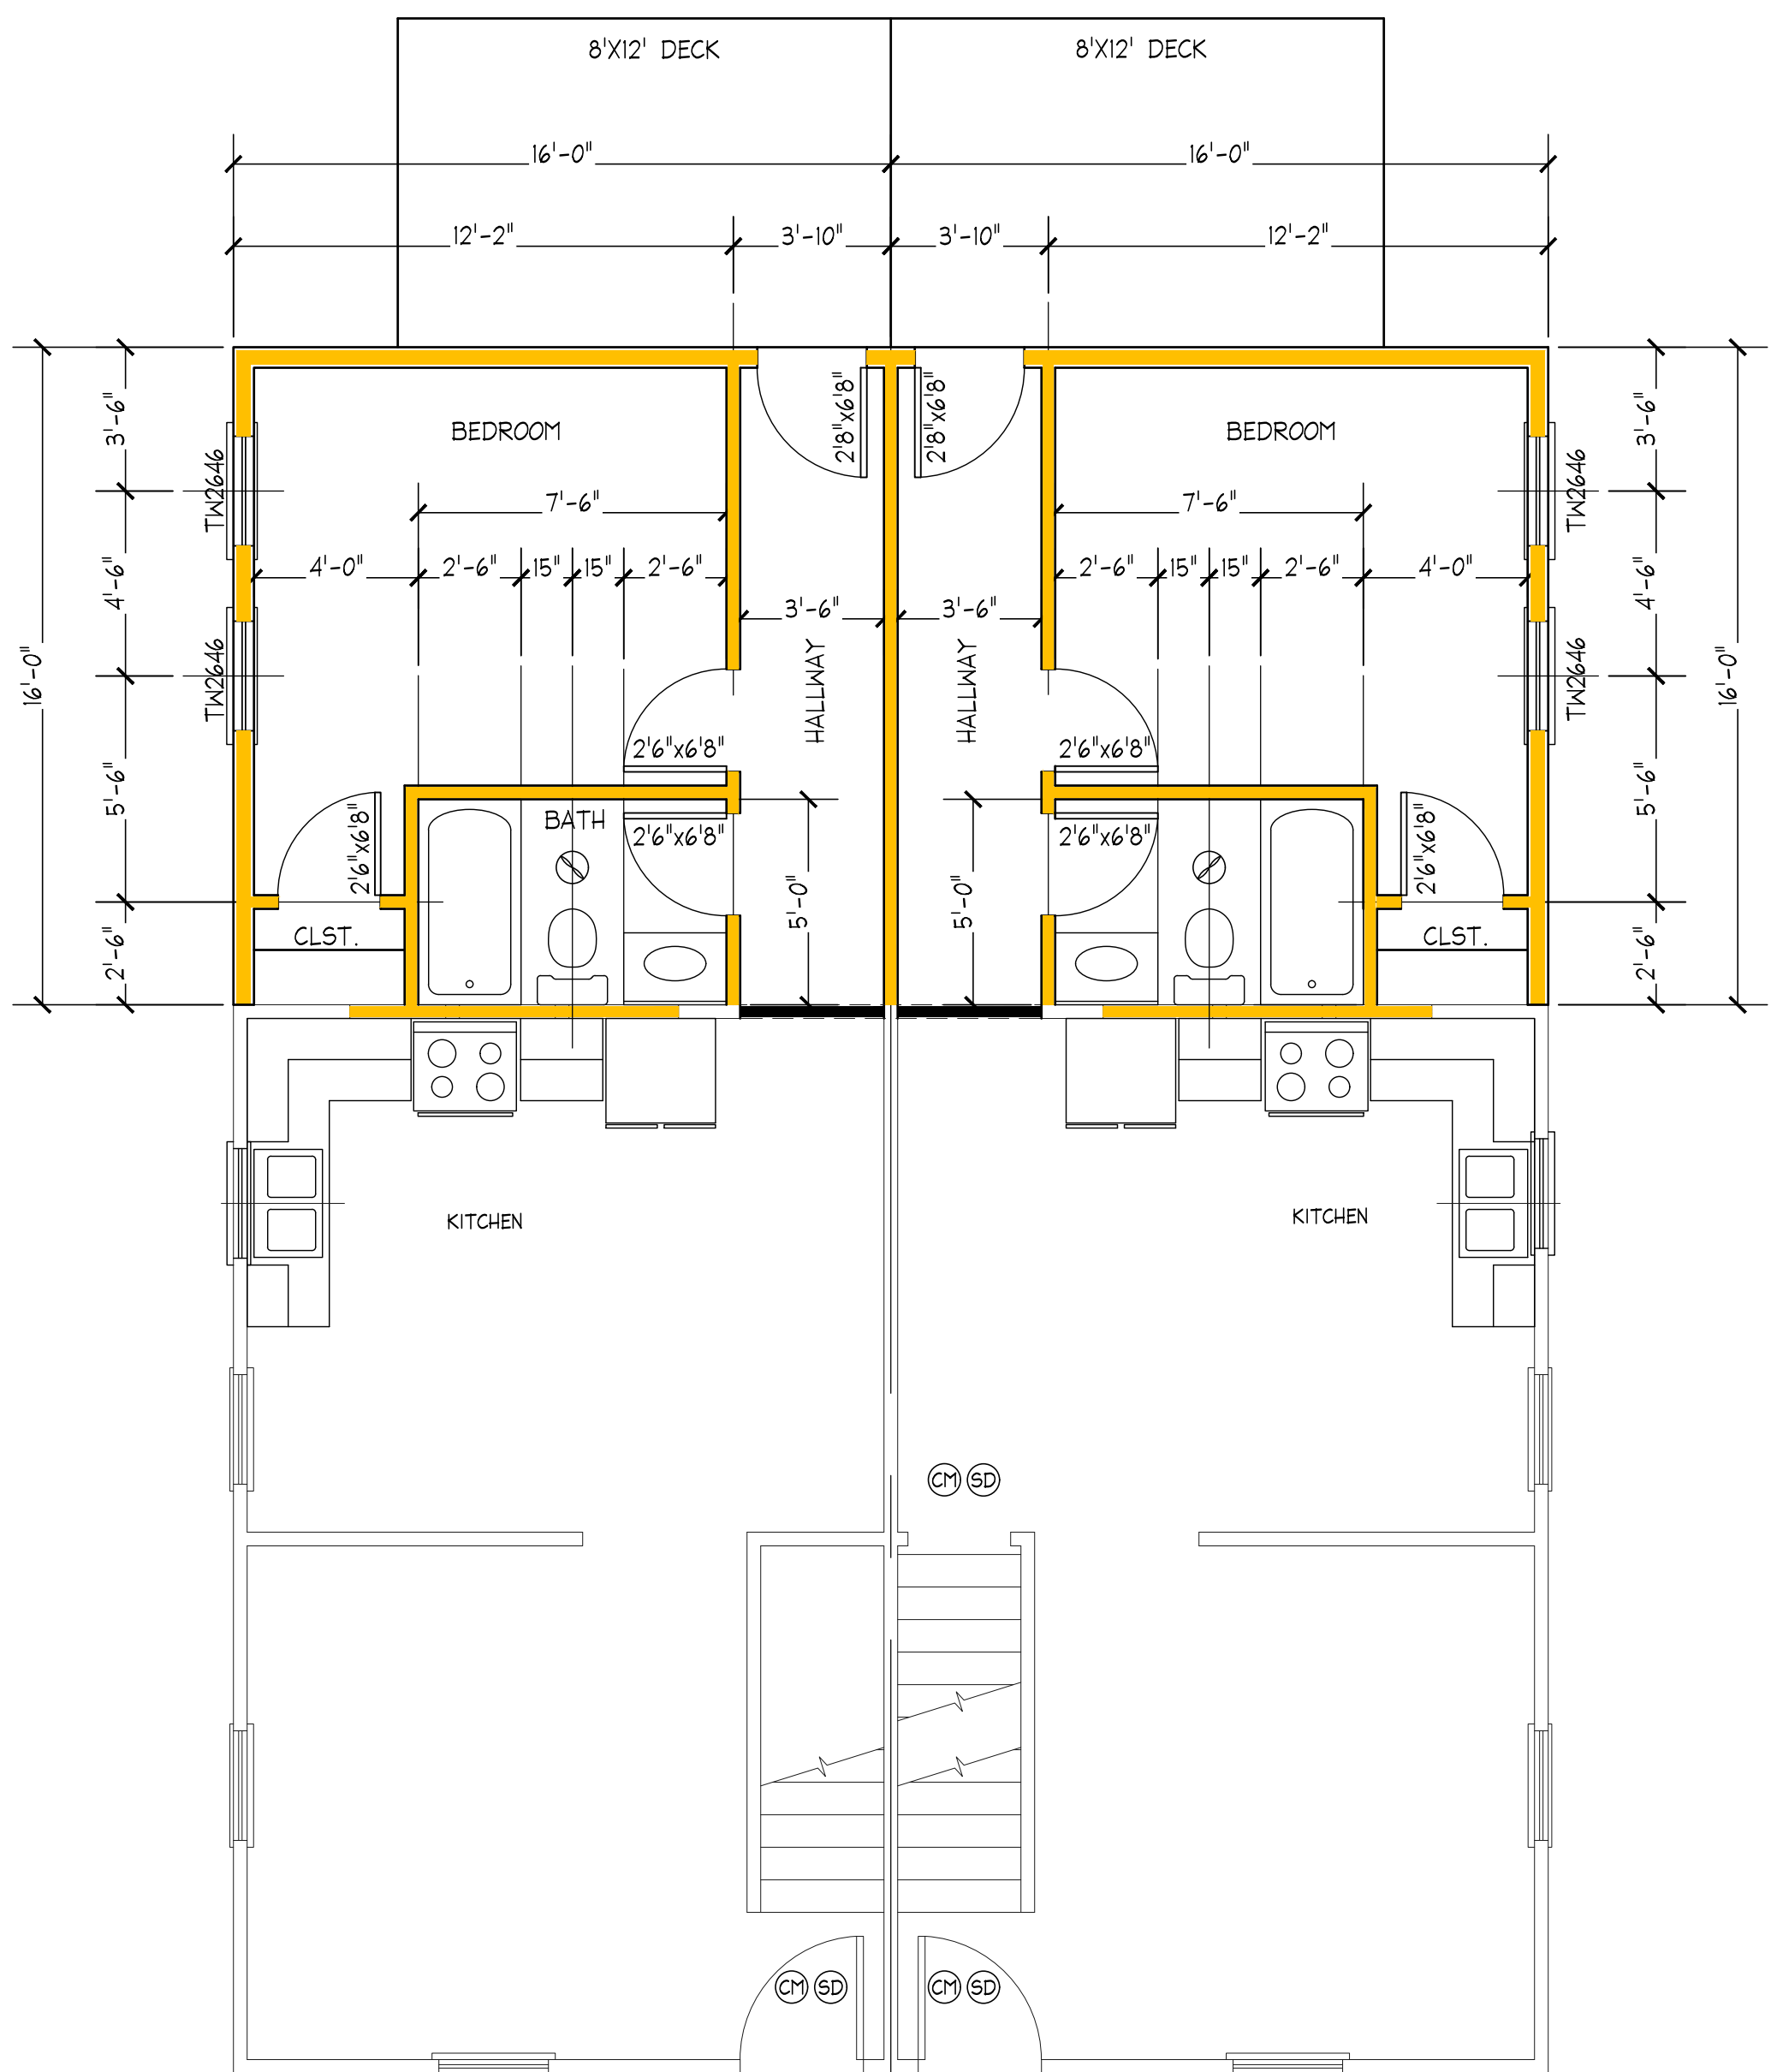 8'X12' DECK 8'X12' DECK
16'-0" 16'-0"
12'-2" 3'-10" 3'-10" 12'-2"
2'8"x6'8" 2'8"x6'8"
3'-6" 3'-6"
BEDROOM BEDROOM
TW2646 TW2646
7'-6" 7'-6"
4'-0" 2'-6" 15" 15" 2'-6" 2'-6" 15" 15" 2'-6" 4'-0"
4'-6" 4'-6"
3'-6" 3'-6"
16'-0" TW2646 HALLWAY HALLWAY TW2646 16'-0"
2'6"x6'8" 2'6"x6'8"
5'-6" 5'-6"
BATH
2'6"x6'8" 2'6"x6'8"
2'6"x6'8" 2'6"x6'8"
5'-0" 5'-0"
CLST. CLST.
2'-6" 2'-6"
KITCHEN KITCHEN
CM SD
CM SD CM SD